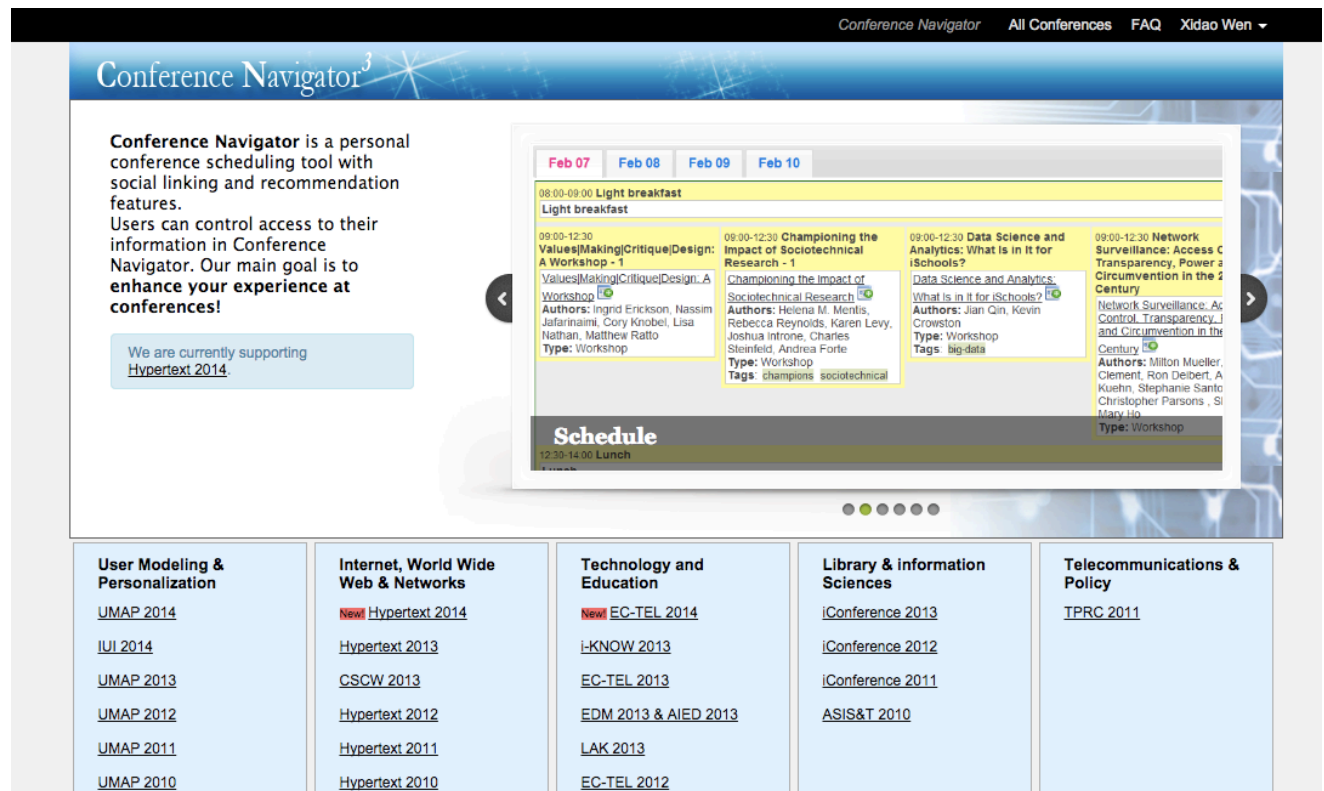 Conference Navigator All Conferences FAQ Xidao Wen
Conference Navigator3
Conference Navigator is a personal
conference scheduling tool with
social linking and recommendation
features.
Users can control access to their
information in Conference
Navigator. Our main goal is to
enhance your experience at
conferences!
We are currently supporting
Hypertext 2014.
Feb 07 Feb 08 Feb 09 Feb 10
08:00-09:00 Light breakfast
Light breakfast
09:00-12:30
Values|Making|Critique|Design:
A Workshop - 1
Values|Making|Critique|Design: A
Workshop
Authors: Ingrid Erickson, Nassim
Jafarinaimi, Cory Knobel, Lisa
Nathan, Matthew Ratto
Type: Workshop
09:00-12:30 Championing the
Impact of Sociotechnical
Research - 1
Championing the Impact of
Sociotechnical Research
Authors: Helena M. Mentis,
Rebecca Reynolds, Karen Levy,
Joshua Introne, Charles
Steinfeld, Andrea Forte
Type: Workshop
Tags: champions sociotechnical
09:00-12:30 Data Science and
Analytics: What Is in It for
iSchools?
Data Science and Analytics:
What Is in It for iSchools?
Authors: Jian Qin, Kevin
Crowston
Type: Workshop
Tags: big-data
09:00-12:30 Network
Surveillance: Access C
Transparency, Power a
Circumvention in the 2
Century
Network Surveillance: Ac
Control, Transparency,
and Circumvention in the
Century
Authors: Milton Mueller,
Clement, Ron Deibert, A
Kuehn, Stephanie Santo
Christopher Parsons , S
Mary Ho
Type: Workshop
Schedule
12:30-14:00 Lunch
Lunch
User Modeling &
Personalization
UMAP 2014
IUI 2014
UMAP 2013
UMAP 2012
UMAP 2011
UMAP 2010
Internet, World Wide
Web & Networks
New! Hypertext 2014
Hypertext 2013
CSCW 2013
Hypertext 2012
Hypertext 2011
Hypertext 2010
Technology and
Education
New! EC-TEL 2014
i-KNOW 2013
EC-TEL 2013
EDM 2013 & AIED 2013
LAK 2013
EC-TEL 2012
Library & information
Sciences
iConference 2013
iConference 2012
iConference 2011
ASIS&T 2010
Telecommunications &
Policy
TPRC 2011